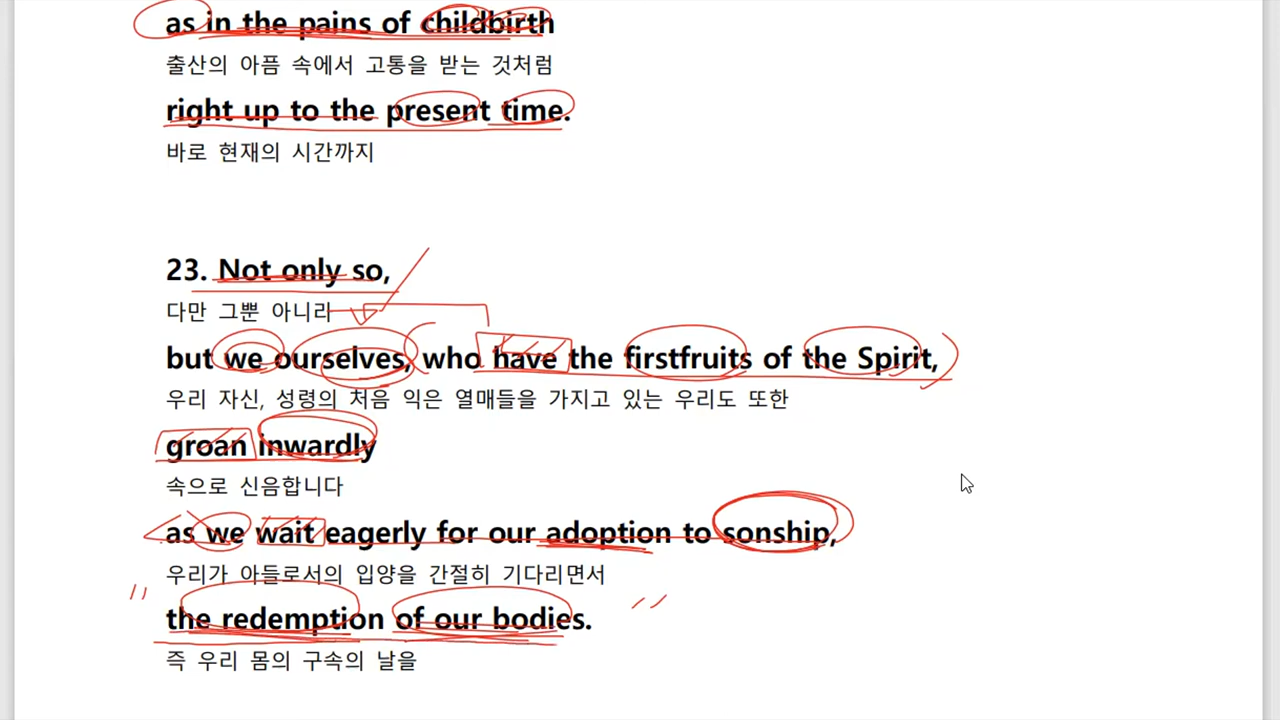 as in the pains of childbirth
출산의 아픔 속에서 고통을 받는 것처럼
right up to the present time.
바로 현재의 시간까지
23. Not only so,
다만 그뿐 아니라
but we ourselves, who have the firstfruits of the Spirit,
우리 자신, 성령의 처음 익은 열매들을 가지고 있는 우리도 또한
groan inwardly
속으로 신음합니다
as we wait eagerly for our adoption to sonship,
우리가 아들로서의 입양을 간절히 기다리면서
the redemption of our bodies.
즉 우리 몸의 구속의 날을